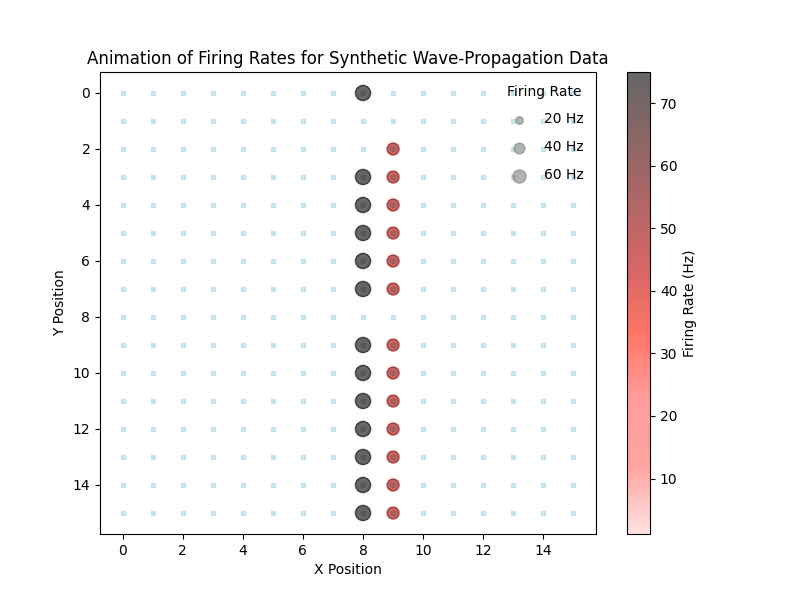 Animation of Firing Rates for Synthetic Wave-Propagation Data
Firing Rate
20 Hz
40 Hz
60 Hz
0
2
4
6
8
10
12
14
Y Position
0 2 4 6 8 10 12 14
X Position
70
60
50
40
30
20
10
Firing Rate (Hz)